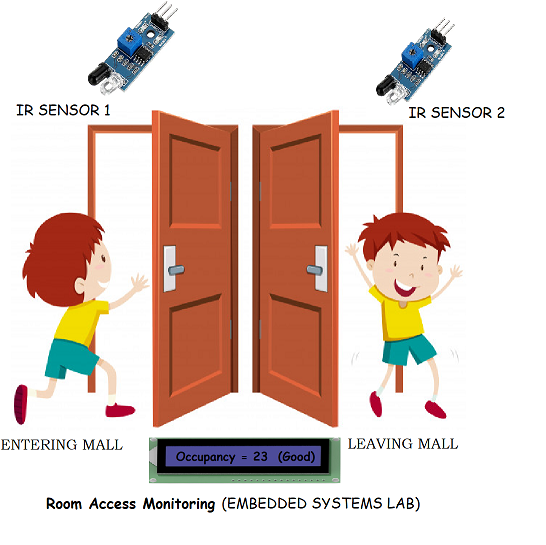 IR SENSOR 1
IR SENSOR 2
ENTERING MALL
LEAVING MALL
Occupancy = 23 (Good)
Room Access Monitoring (EMBEDDED SYSTEMS LAB)